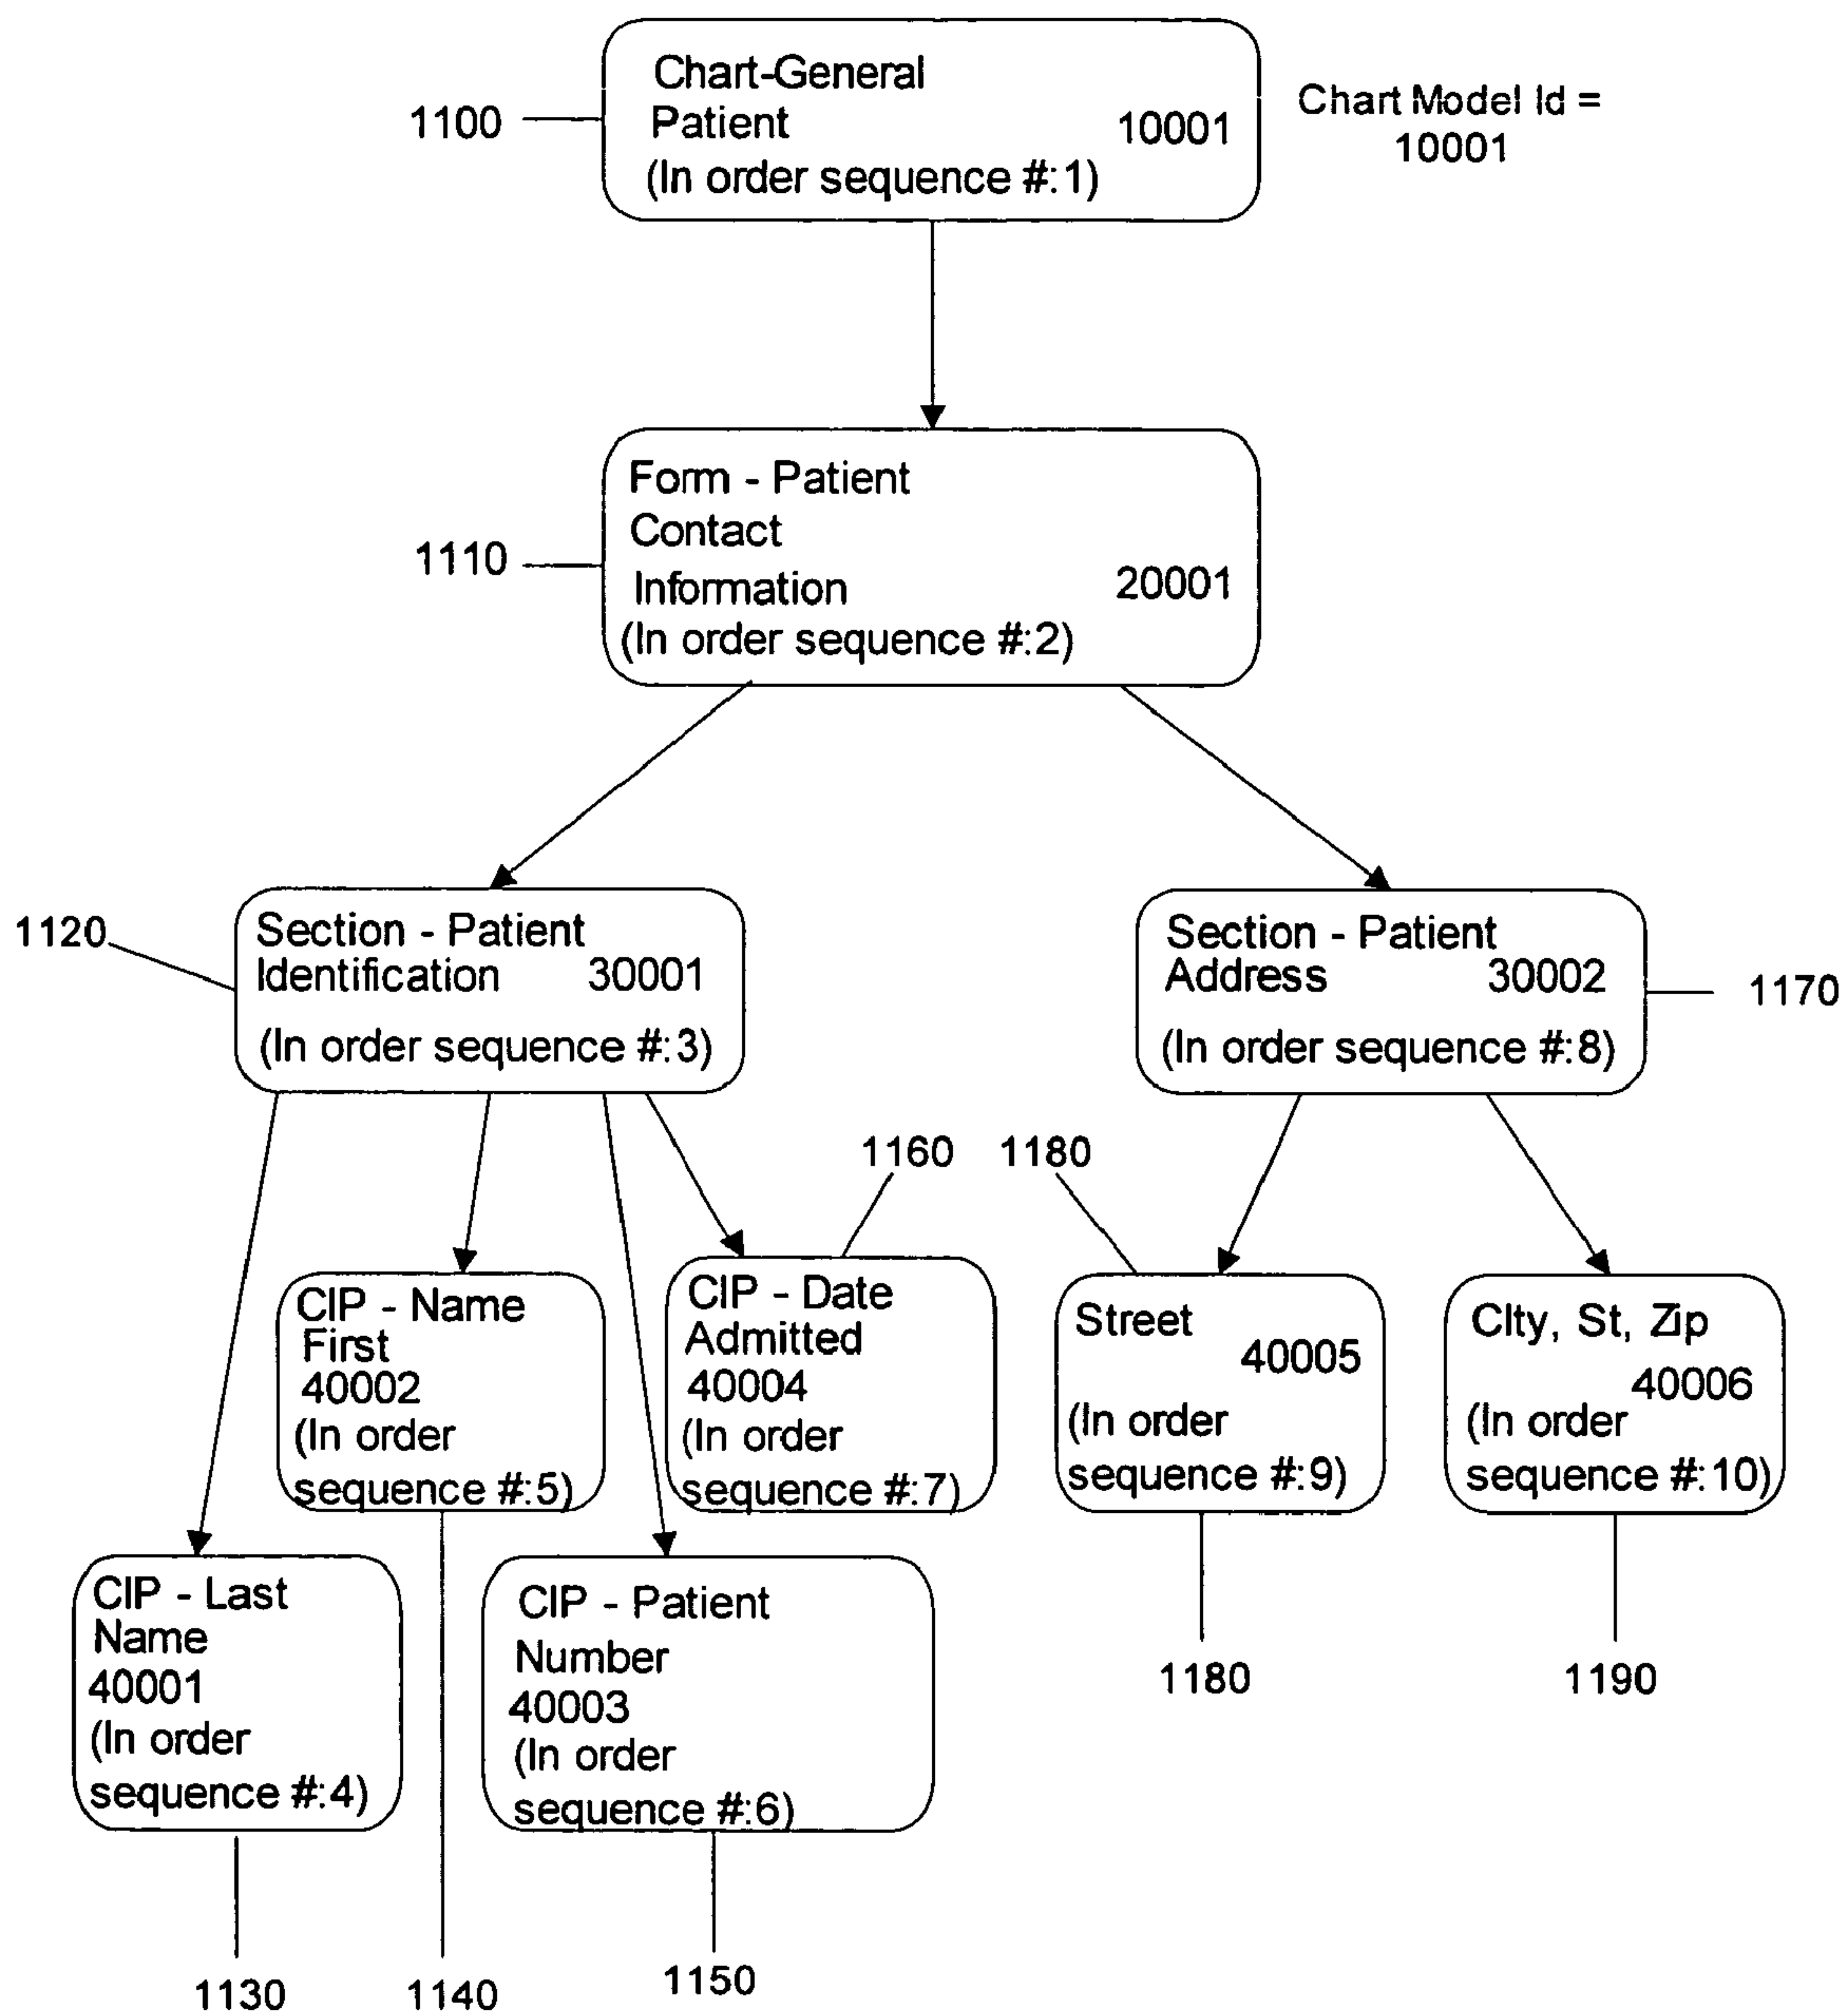 Chart-General
Patient 10001
(In order sequence #:1)
1100
Chart Model Id =
10001
Form - Patient
Contact
Information 20001
(In order sequence #:2)
1110
1120
Section - Patient
Identification 30001
(In order sequence #:3)
Section - Patient
Address 30002
(In order sequence #:8)
1170
1160
1180
CIP - Name
First
40002
(In order
sequence #:5)
CIP - Date
Admitted
40004
(In order
sequence #:7)
Street
40005
(In order
sequence #:9)
CIty, St, Zip
40006
(In order
sequence #:10)
CIP - Last
Name
40001
(In order
sequence #:4)
CIP - Patient
Number
40003
(In order
sequence #:6)
1180
1190
1130
1140
1150